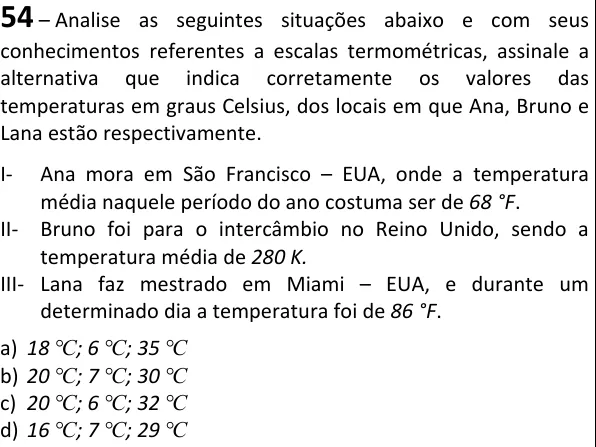 54 – Analise as seguintes situações abaixo e com seus
conhecimentos referentes a escalas termométricas, assinale a
alternativa que indica corretamente os valores das
temperaturas em graus Celsius, dos locais em que Ana, Bruno e
Lana estão respectivamente.
I- Ana mora em São Francisco – EUA, onde a temperatura
média naquele período do ano costuma ser de 68 °F.
II- Bruno foi para o intercâmbio no Reino Unido, sendo a
temperatura média de 280 K.
III- Lana faz mestrado em Miami – EUA, e durante um
determinado dia a temperatura foi de 86 °F.
a) 18 °C; 6 °C; 35 °C
b) 20 °C; 7 °C; 30 °C
c) 20 °C; 6 °C; 32 °C
d) 16 °C; 7 °C; 29 °C